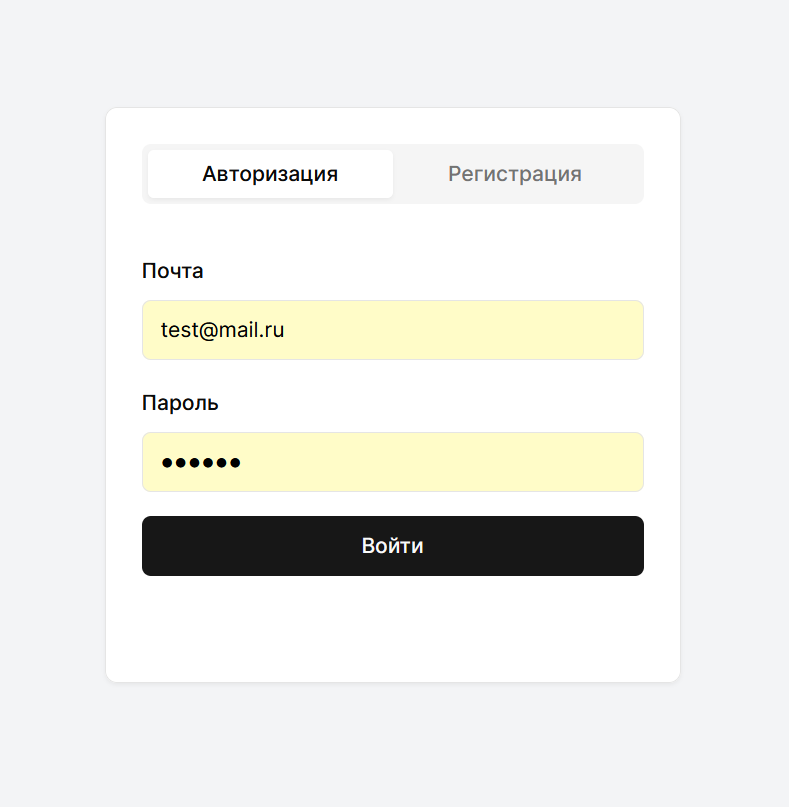 Авторизация Регистрация
Почта
test@mail.ru
Пароль
●●●●●●
Войти